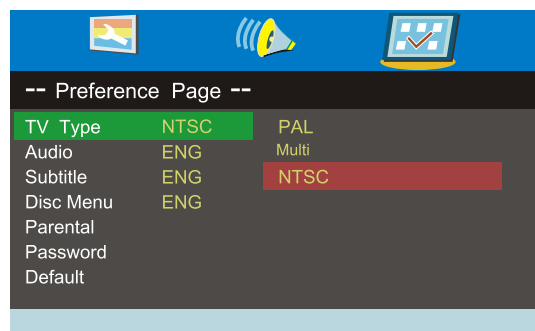 -- Preference Page --
TV Type NTSC PAL
Audio ENG Multi
Subtitle ENG NTSC
Disc Menu ENG
Parental
Password
Default